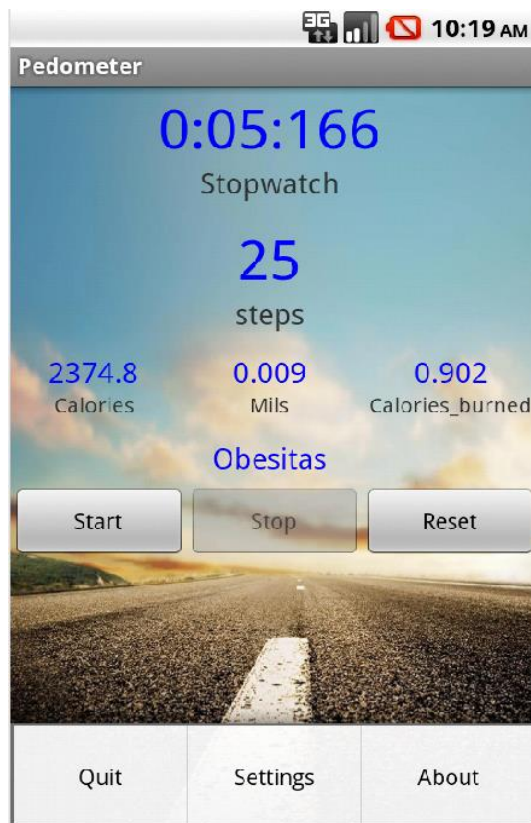 3G 10:19 AM
Pedometer
0:05:166
Stopwatch
25
steps
2374.8 0.009 0.902
Calories Mils Calories_burned
Obesitas
Start Stop Reset
Quit Settings About